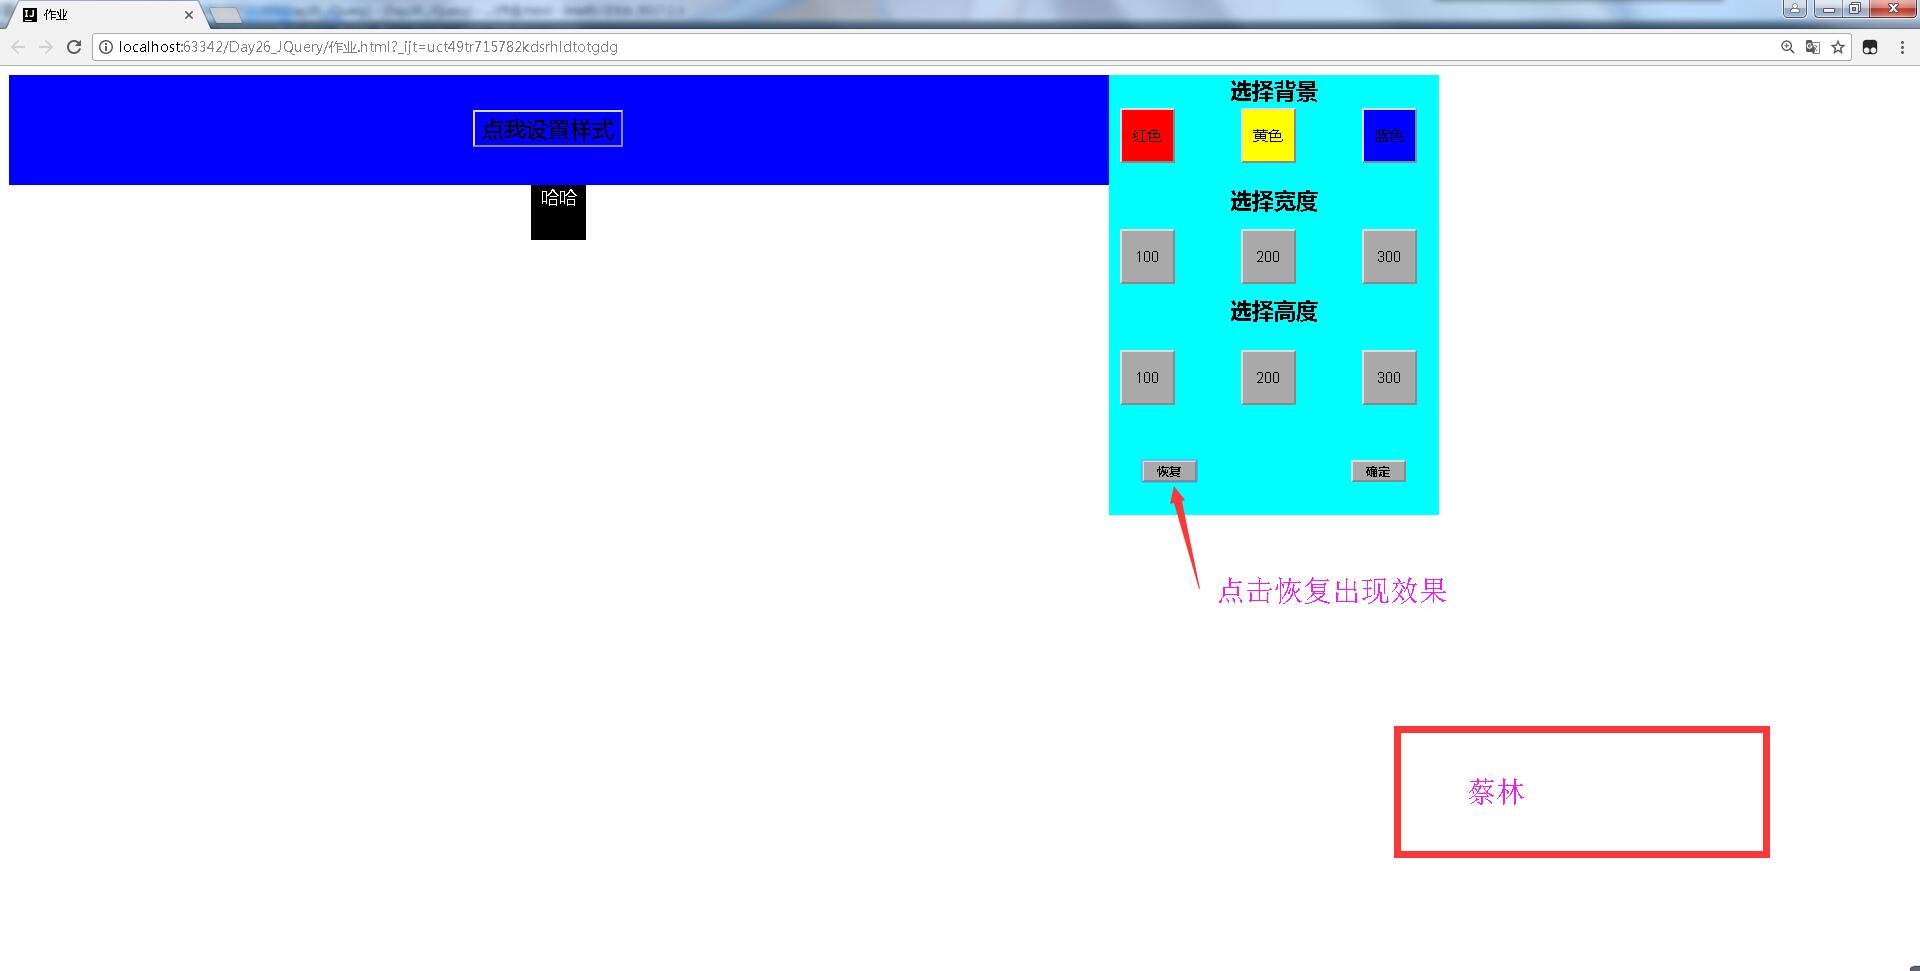 作业
localhost:63342/Day26_JQuery/作业.html?_ijt=uct49tr715782kdsrhldtotgdg
点我设置样式
哈哈
选择背景
红色 黄色 蓝色
选择宽度
100 200 300
选择高度
100 200 300
恢复 确定
点击恢复出现效果
蔡林